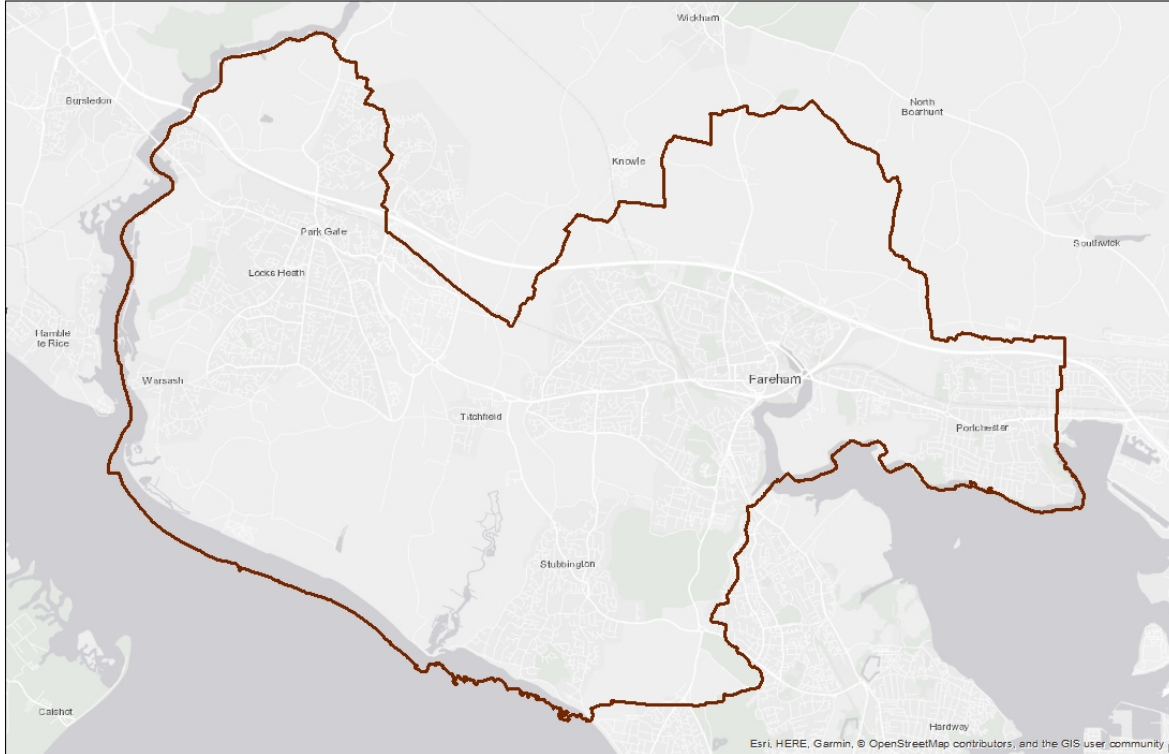 Wickham
Bursledon
North
Boarhunt
Knowle
Park Gate
Southwick
Locks Heath
Hamble
le Rice
Warsash
Fareham
Titchfield
Portchester
Stubbington
Calshot
Hardway
Esri, HERE, Garmin, © OpenStreetMap contributors, and the GIS user community